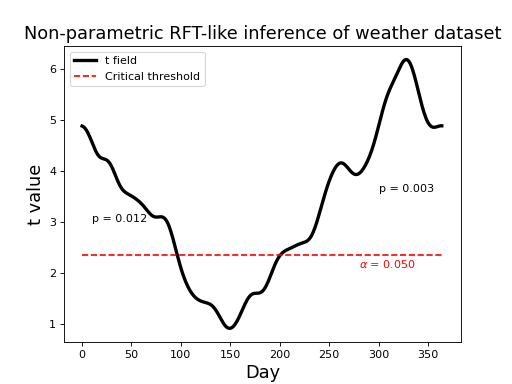 Non-parametric RFT-like inference of weather dataset
t field
Critical threshold
6
5
4
3
2
1
t value
p = 0.012
p = 0.003
α = 0.050
0 50 100 150 200 250 300 350
Day